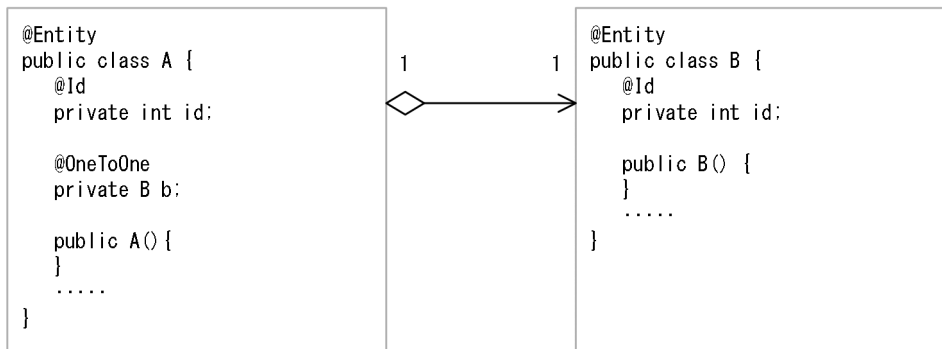 @Entity
public class A {
@Id
private int id;
@OneToOne
private B b;
public A(){
}
.....
}
1
1
@Entity
public class B {
@Id
private int id;
public B() {
}
.....
}